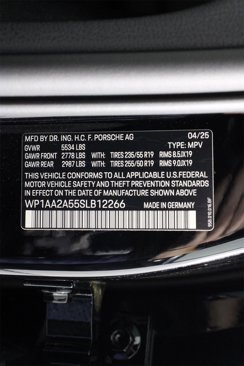 MFD BY DR. ING. H.C. F. PORSCHE AG 04/25
GVWR 5534 LBS TYPE: MPV
GAWR FRONT 2778 LBS WITH: TIRES 235/55 R19 RIMS 8.5JX19
GAWR REAR 2987 LBS WITH: TIRES 255/50 R19 RIMS 9.0JX19
THIS VEHICLE CONFORMS TO ALL APPLICABLE U.S. FEDERAL
MOTOR VEHICLE SAFETY AND THEFT PREVENTION STANDARDS
IN EFFECT ON THE DATE OF MANUFACTURE SHOWN ABOVE
WP1AA2A55SLB12266 MADE IN GERMANY